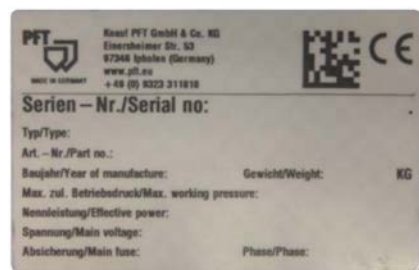 PFT
MADE IN GERMANY
Knauf PFT GmbH & Co. KG
Einersheimer Str. 53
97346 Iphofen (Germany)
www.pft.eu
+49 (0) 9323 311818
CE
Serien – Nr./Serial no:
Typ/Type:
Art. – Nr./Part no.:
Baujahr/Year of manufacture: Gewicht/Weight: KG
Max. zul. Betriebsdruck/Max. working pressure:
Nennleistung/Effective power:
Spannung/Main voltage:
Absicherung/Main fuse: Phase/Phase: